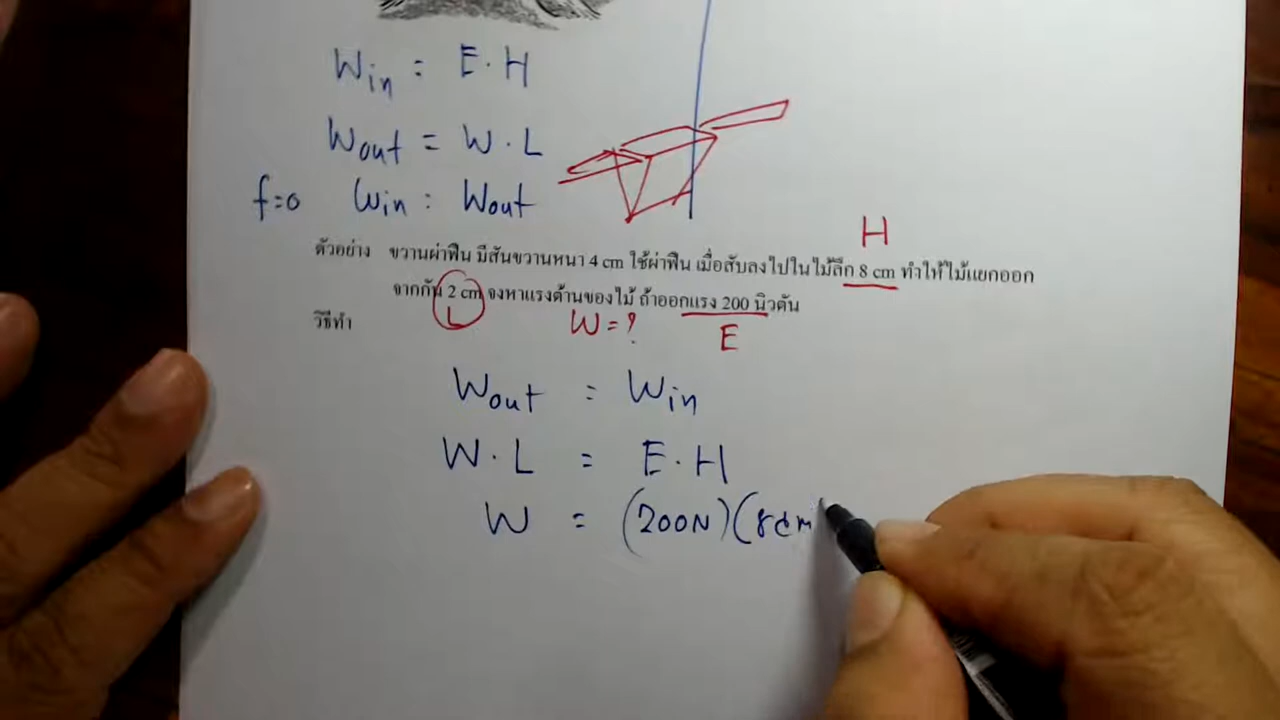 Win = E · H
Wout = W · L
f=0 Win = Wout
H
ตัวอย่าง ขวานผ่าฟืน มีสันขวานหนา 4 cm ใช้ผ่าฟืน เมื่อสับลงไปในไม้ลึก 8 cm ทำให้ไม้แยกออก
จากกัน 2 cm จงหาแรงต้านของไม้ ถ้าออกแรง 200 นิวตัน
L W = ? E
วิธีทำ
Wout = Win
W · L = E · H
W = (200N)(8cm